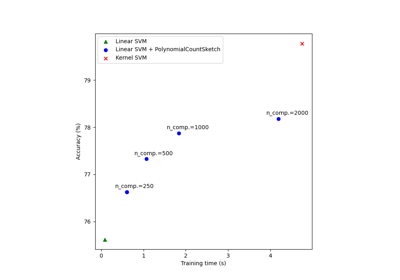 Linear SVM
Linear SVM + PolynomialCountSketch
Kernel SVM
79
78
77
76
Accuracy (%)
n_comp.=2000
n_comp.=1000
n_comp.=500
n_comp.=250
0 1 2 3 4
Training time (s)